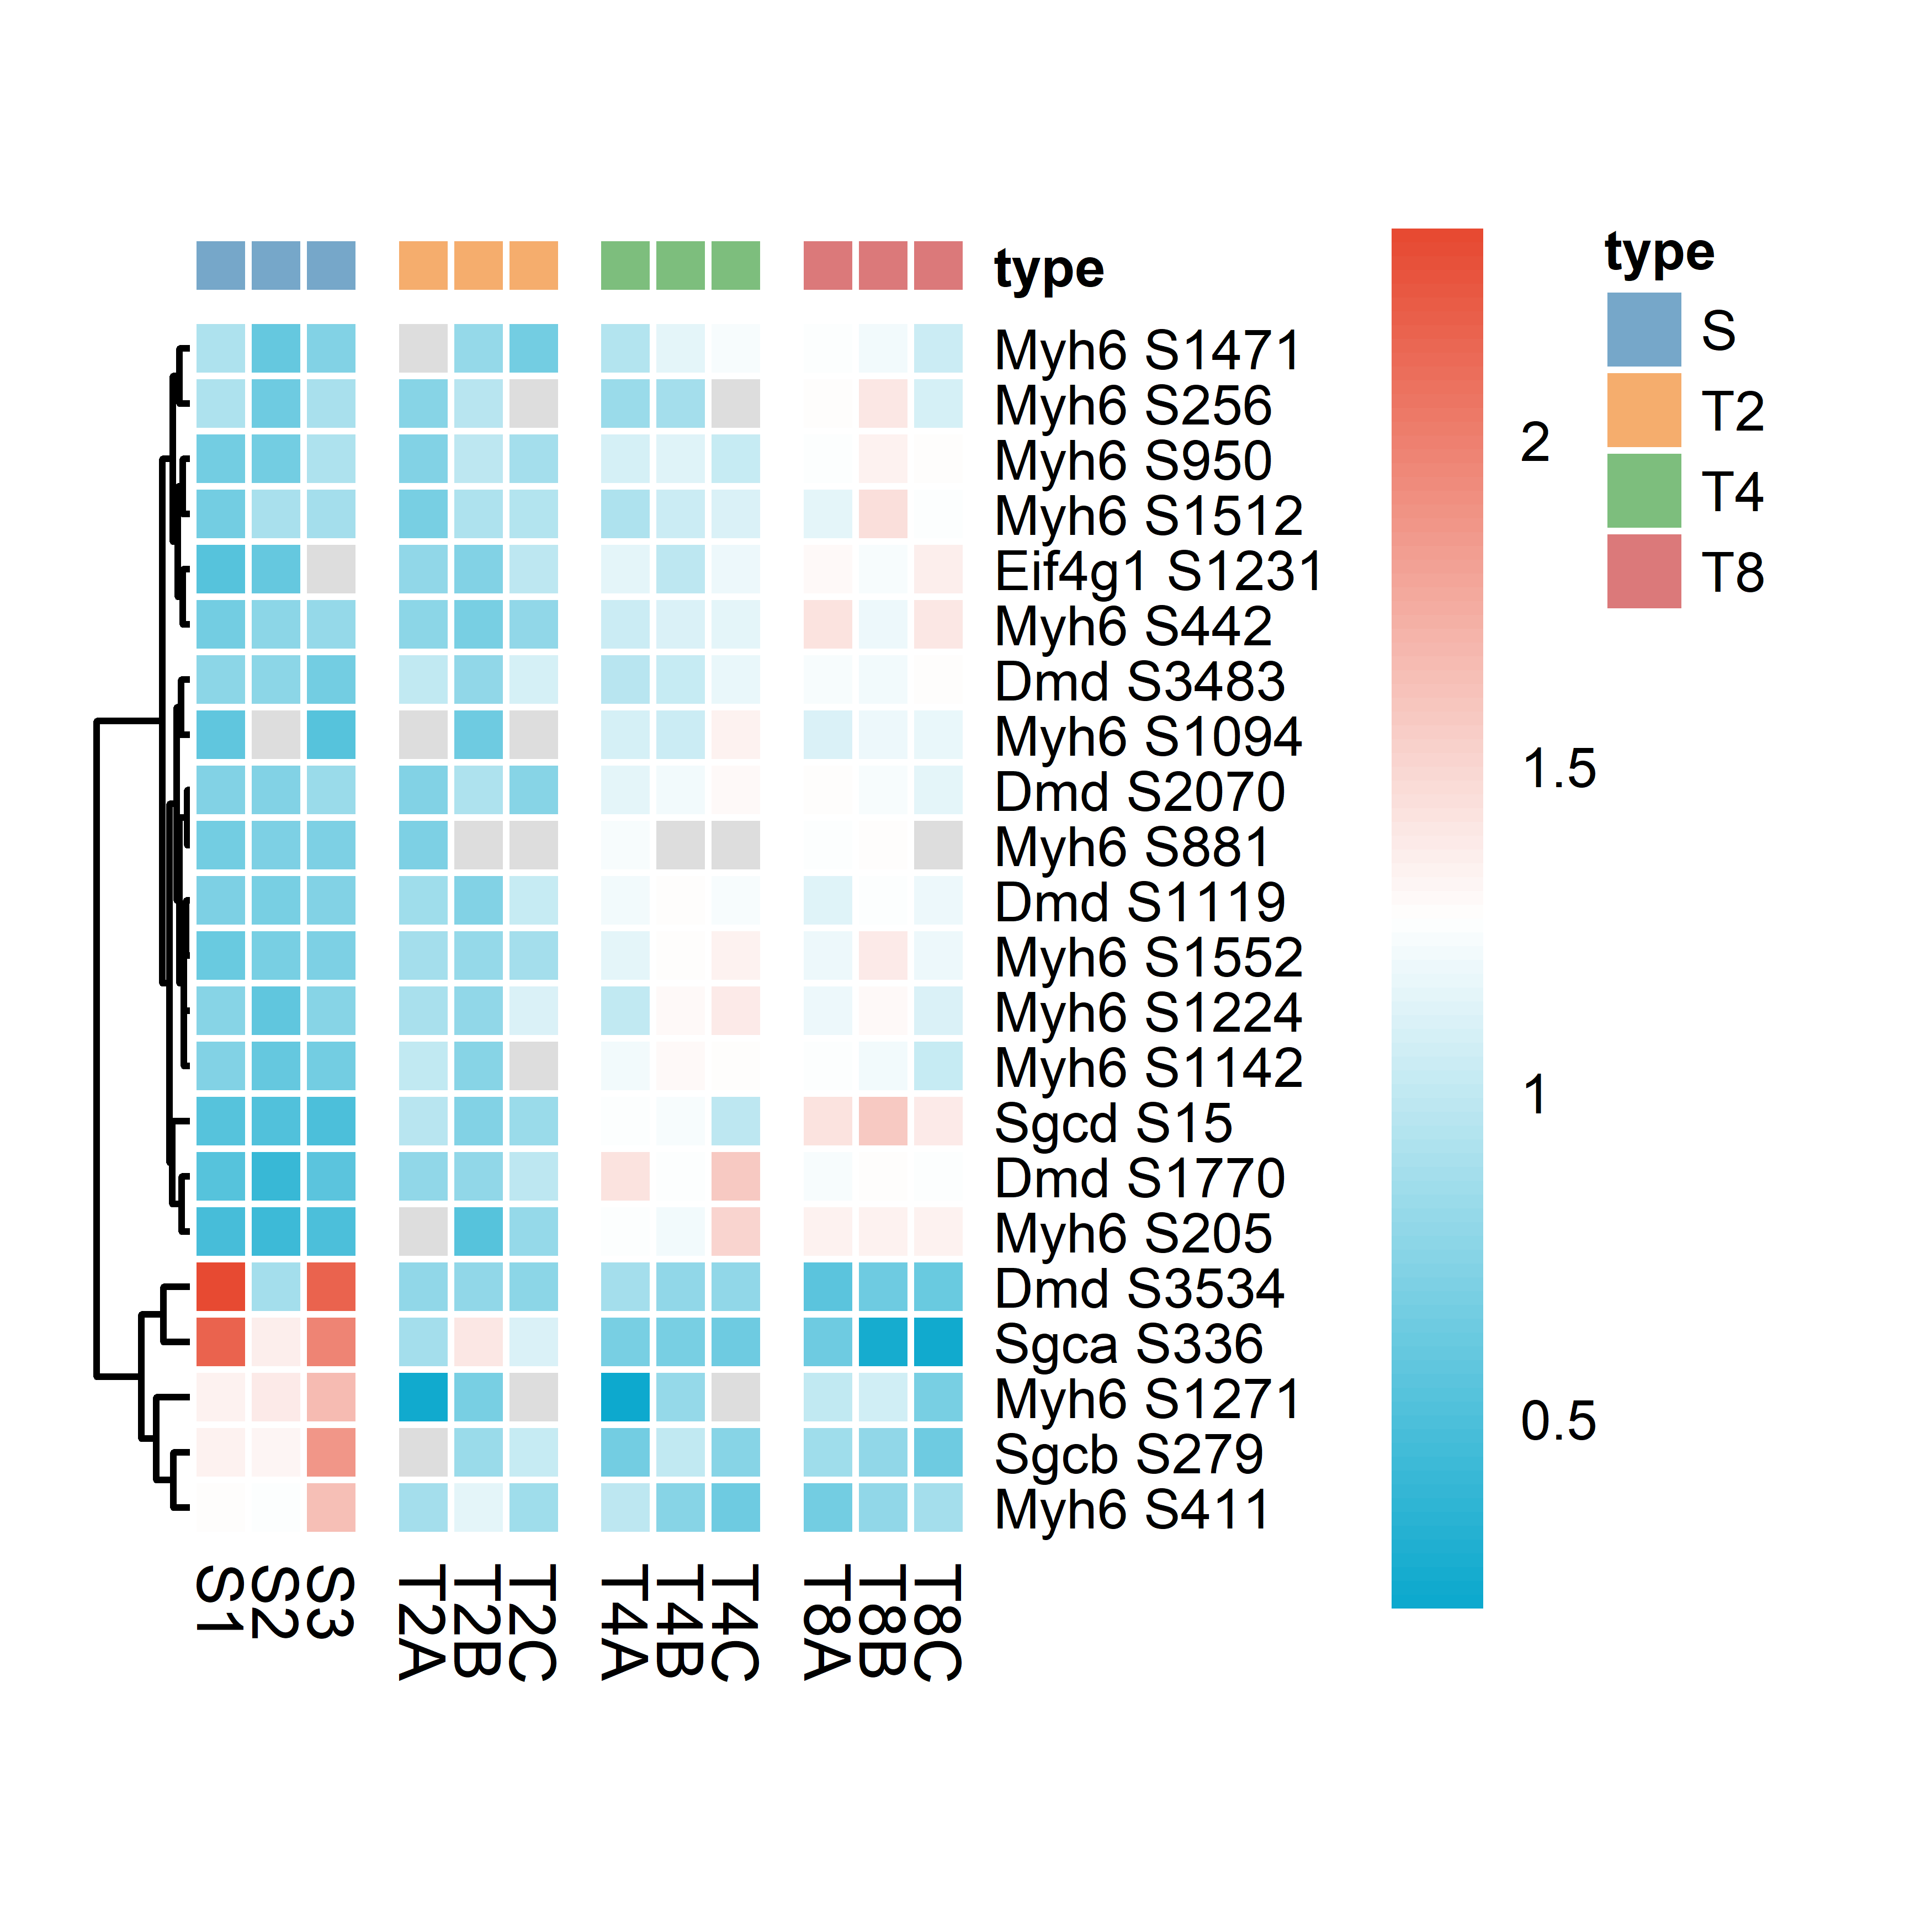 type
Myh6 S1471
Myh6 S256
Myh6 S950
Myh6 S1512
Eif4g1 S1231
Myh6 S442
Dmd S3483
Myh6 S1094
Dmd S2070
Myh6 S881
Dmd S1119
Myh6 S1552
Myh6 S1224
Myh6 S1142
Sgcd S15
Dmd S1770
Myh6 S205
Dmd S3534
Sgca S336
Myh6 S1271
Sgcb S279
Myh6 S411
S1
S2
S3
T2A
T2B
T2C
T4A
T4B
T4C
T8A
T8B
T8C
2
1.5
1
0.5
type
S
T2
T4
T8